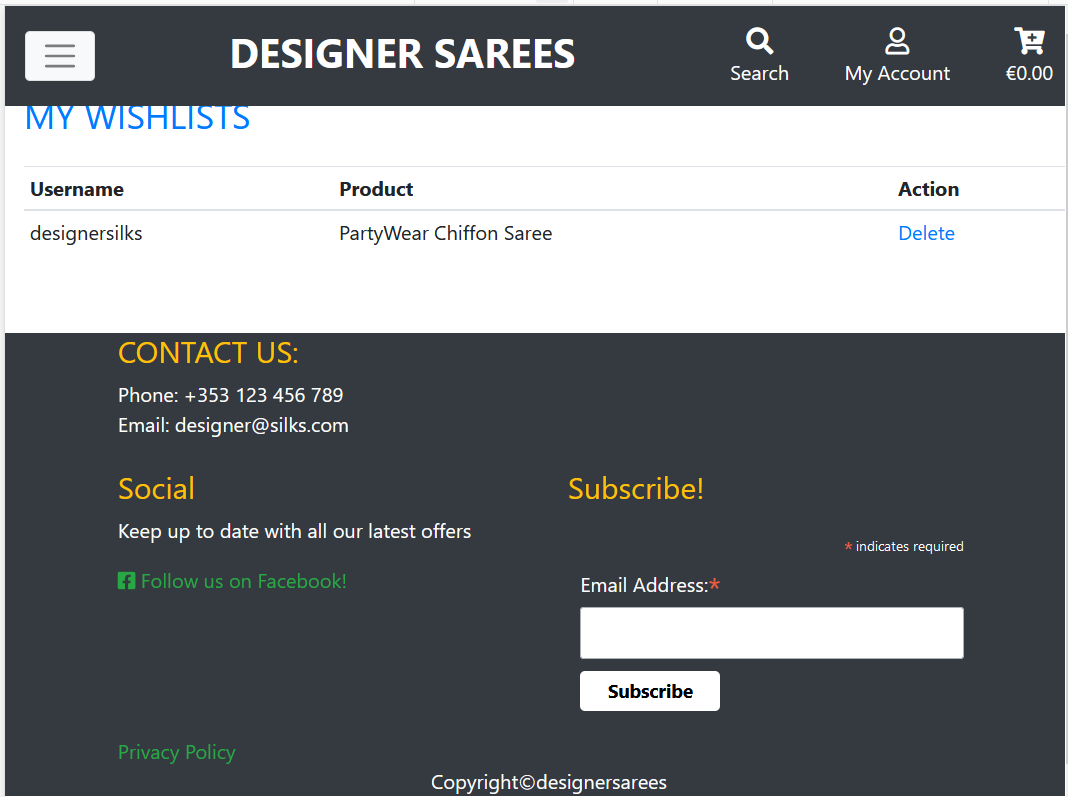 DESIGNER SAREES
Search
My Account
€0.00
MY WISHLISTS
Username Product Action
designersilks PartyWear Chiffon Saree Delete
CONTACT US:
Phone: +353 123 456 789
Email: designer@silks.com
Social
Keep up to date with all our latest offers
Follow us on Facebook!
Subscribe!
* indicates required
Email Address:*
Subscribe
Privacy Policy
Copyright©designersarees